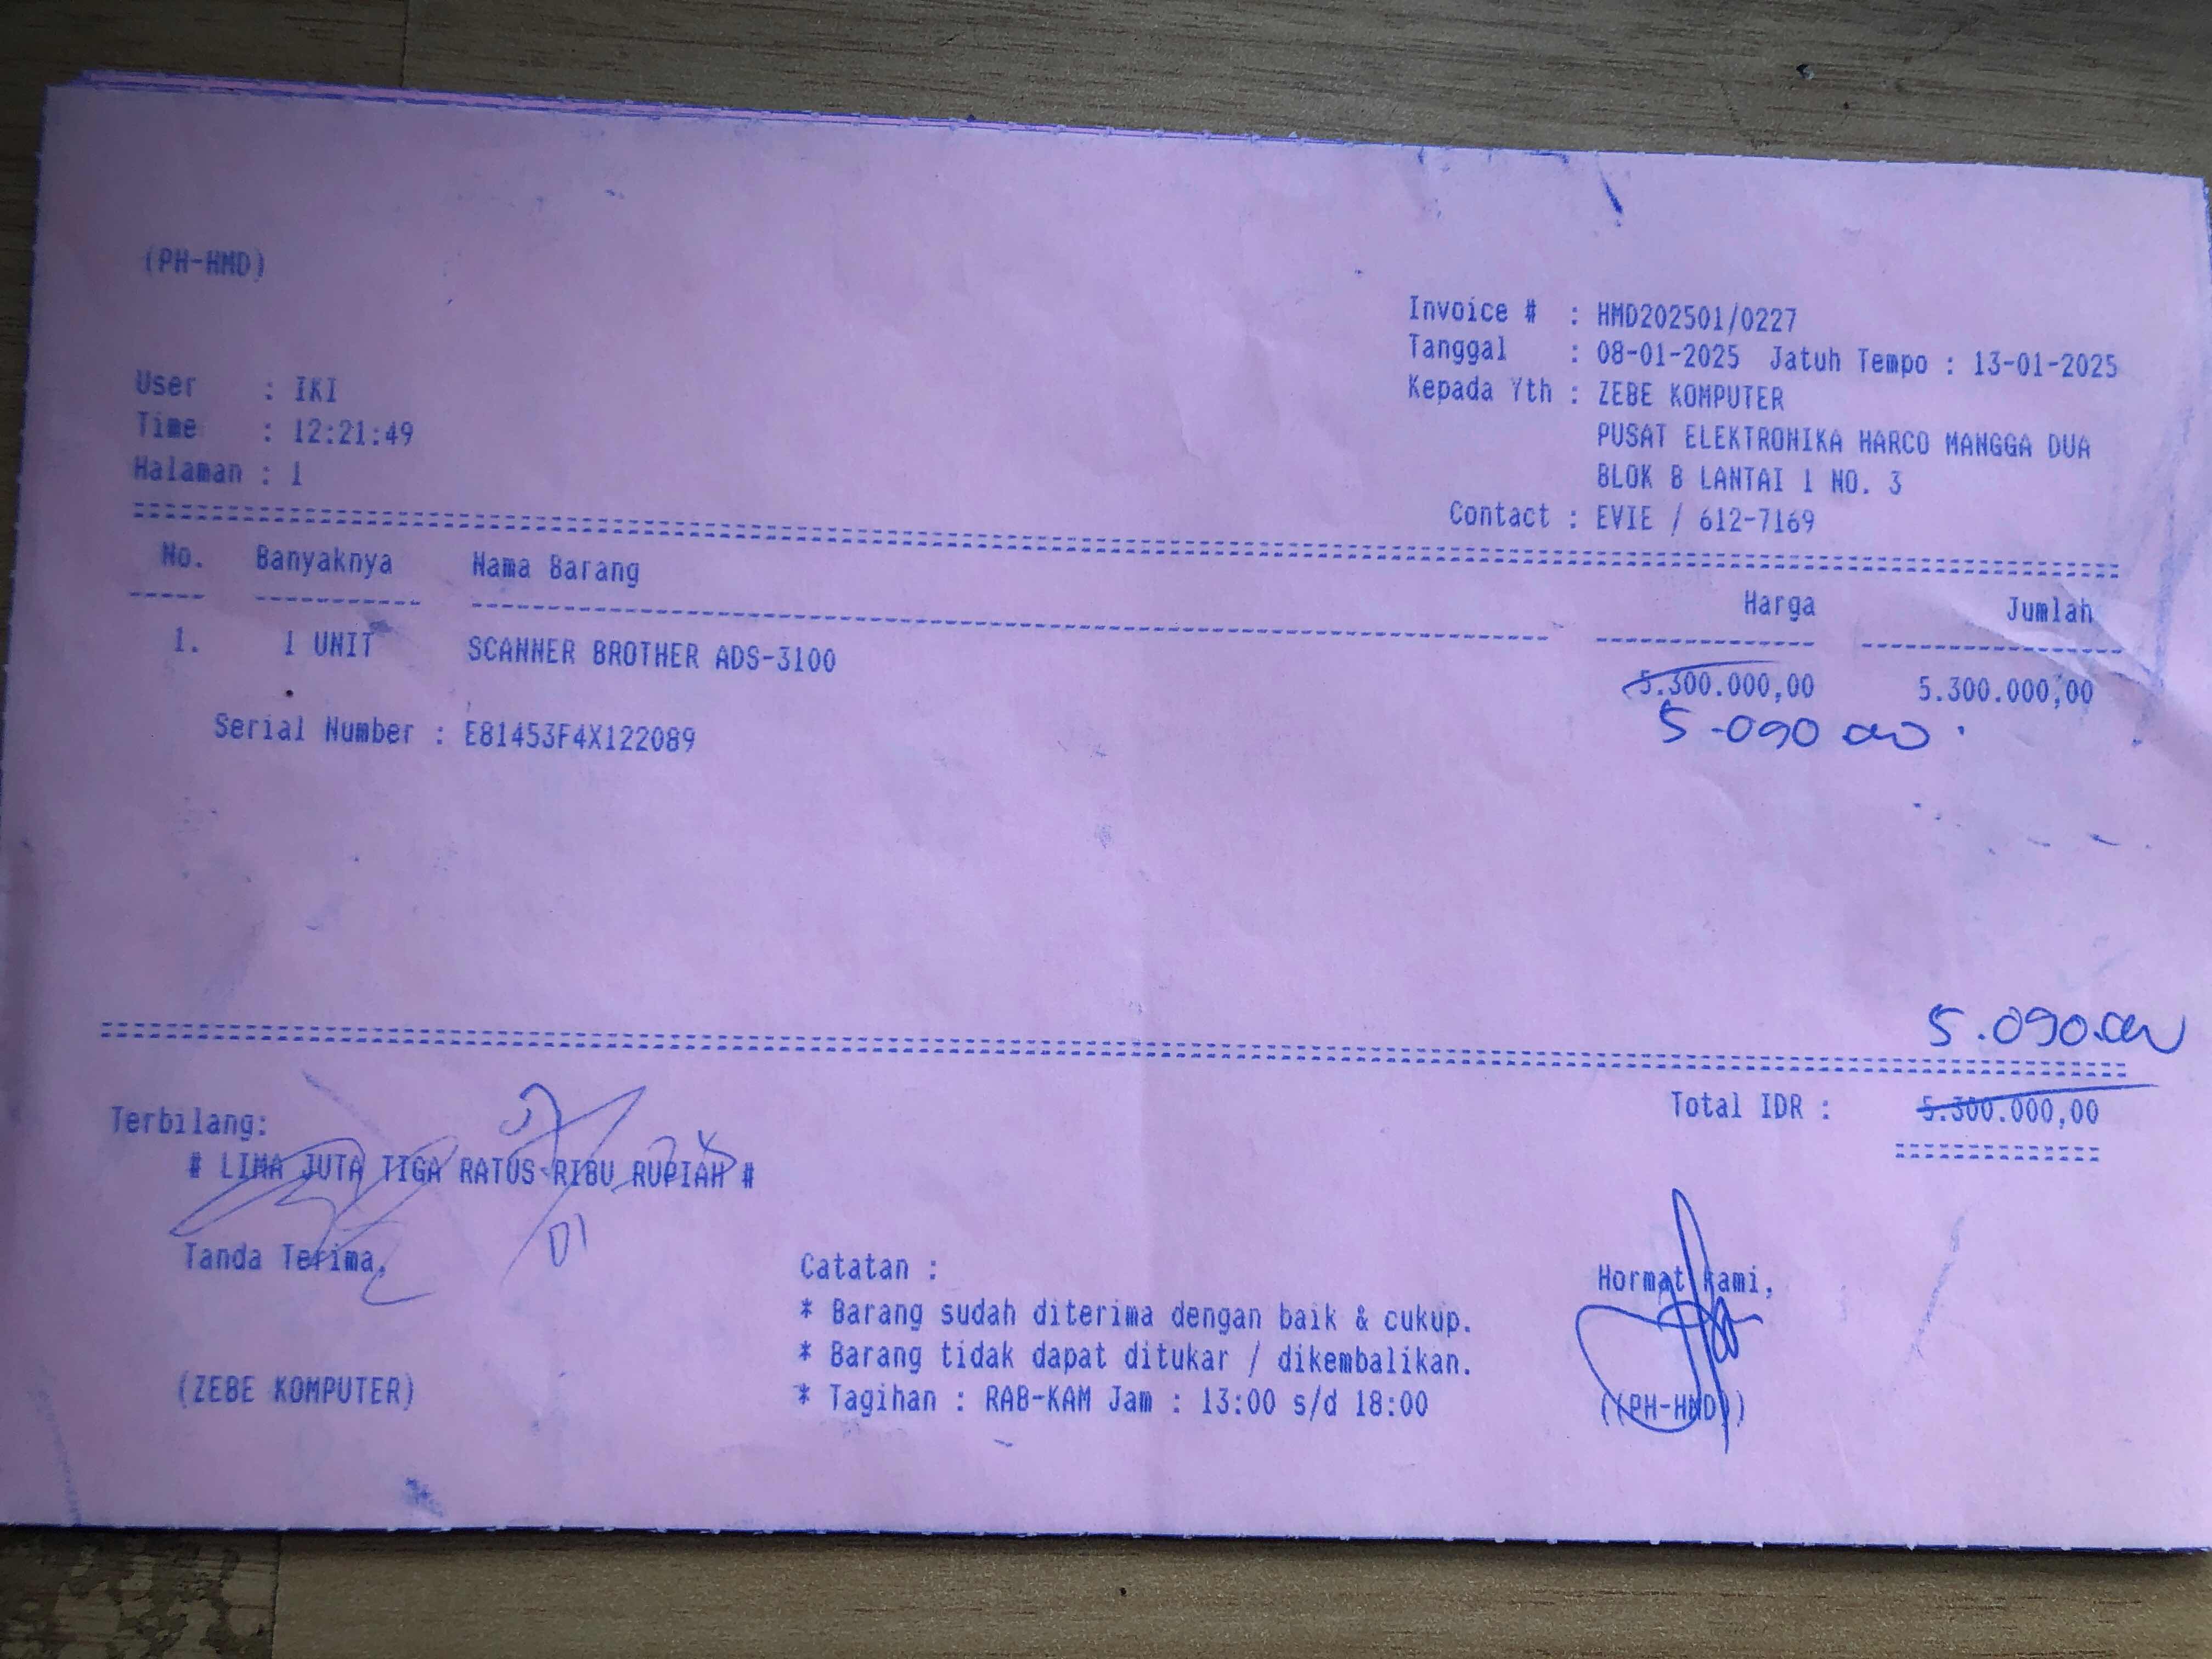 (PH-HMD)
Invoice # : HMD202501/0227
Tanggal : 08-01-2025 Jatuh Tempo : 13-01-2025
User : IKI
Kepada Yth : ZEBE KOMPUTER
Time : 12:21:49
PUSAT ELEKTRONIKA HARCO MANGGA DUA
Halaman : 1
BLOK B LANTAI 1 NO. 3
Contact : EVIE / 612-7169
No. Banyaknya Nama Barang Harga Jumlah
1. 1 UNIT SCANNER BROTHER ADS-3100 5.300.000,00 5.300.000,00
5.090 000
Serial Number : E81453F4X122089
5.090.000
Total IDR : 5.300.000,00
Terbilang:
# LIMA JUTA TIGA RATUS RIBU RUPIAH #
Tanda Terima,
Catatan :
Hormat kami,
* Barang sudah diterima dengan baik & cukup.
* Barang tidak dapat ditukar / dikembalikan.
(ZEBE KOMPUTER)
* Tagihan : RAB-KAM Jam : 13:00 s/d 18:00
((PH-HMD))